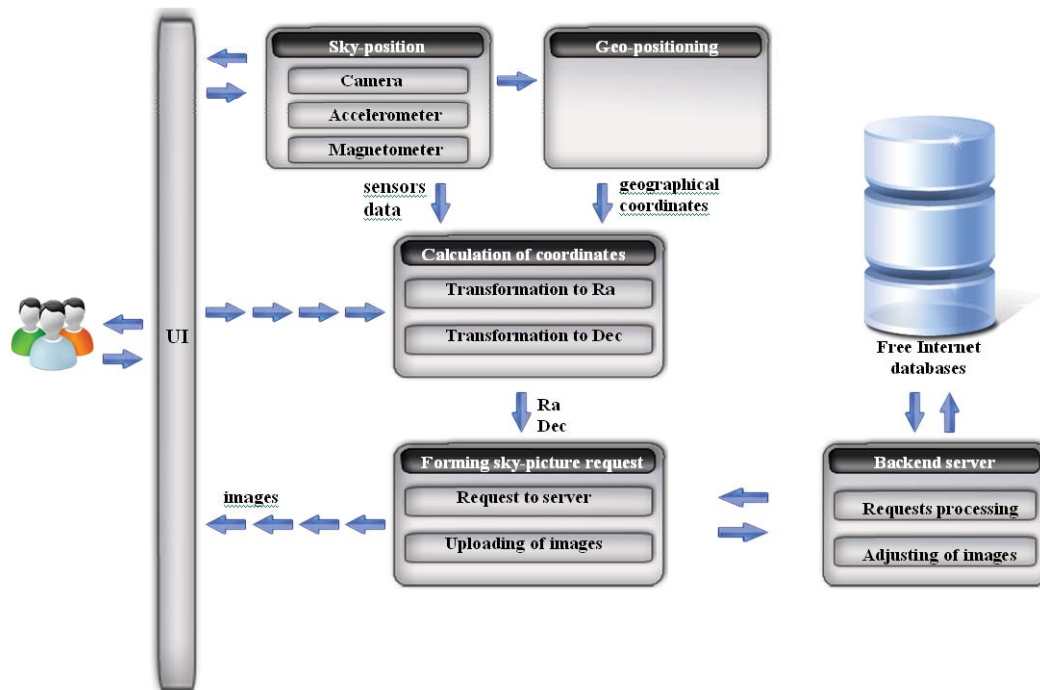 Sky-position
Camera
Accelerometer
Magnetometer
Geo-positioning
sensors
data
geographical
coordinates
Calculation of coordinates
Transformation to Ra
Transformation to Dec
UI
Free Internet
databases
Ra
Dec
Forming sky-picture request
Request to server
Uploading of images
images
Backend server
Requests processing
Adjusting of images